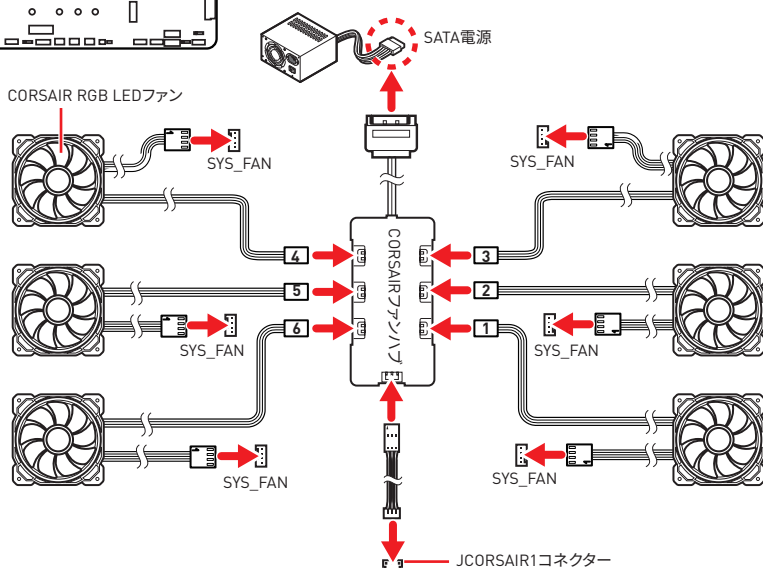 SATA電源
CORSAIR RGB LEDファン
SYS_FAN
SYS_FAN
CORSAIRファンハブ
4
3
5
2
6
1
SYS_FAN
SYS_FAN
SYS_FAN
SYS_FAN
JCORSAIR1コネクター